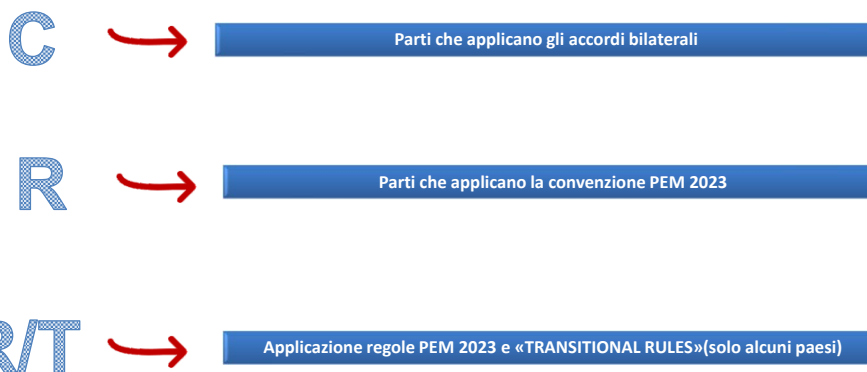 C
Parti che applicano gli accordi bilaterali
R
Parti che applicano la convenzione PEM 2023
R/T
Applicazione regole PEM 2023 e «TRANSITIONAL RULES»(solo alcuni paesi)